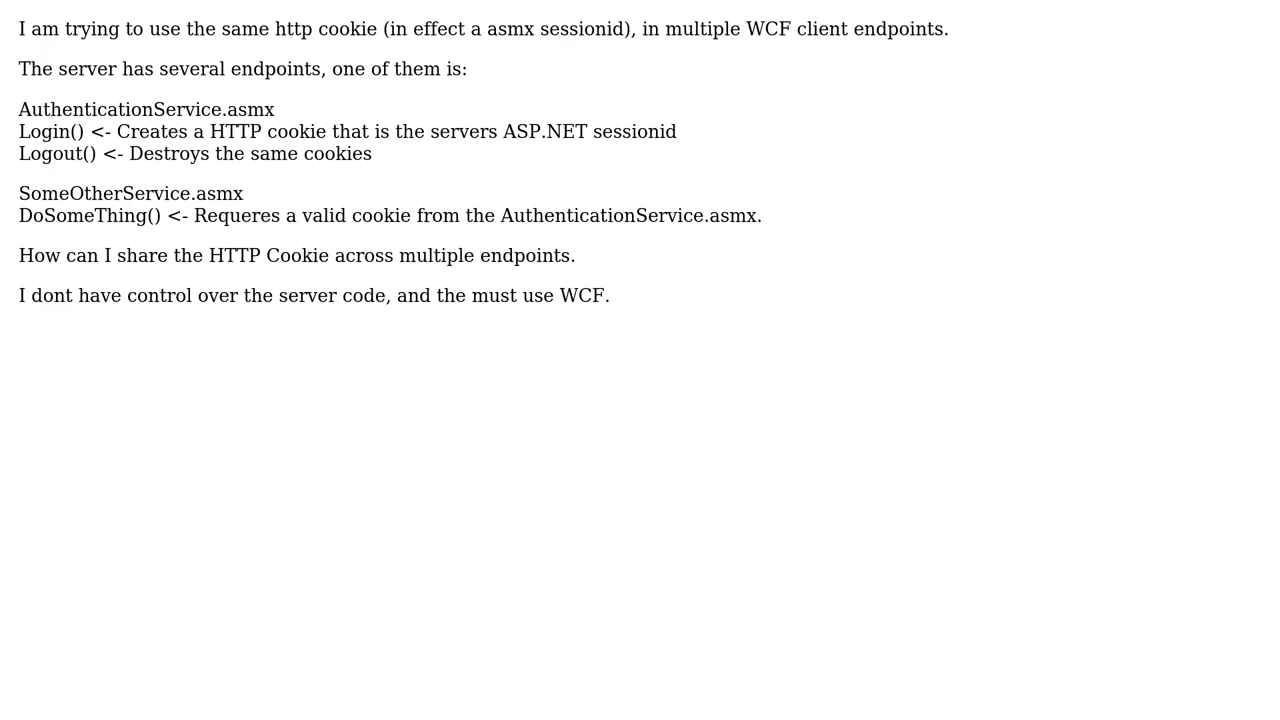 I am trying to use the same http cookie (in effect a asmx sessionid), in multiple WCF client endpoints.
The server has several endpoints, one of them is:
AuthenticationService.asmx
Login() <- Creates a HTTP cookie that is the servers ASP.NET sessionid
Logout() <- Destroys the same cookies
SomeOtherService.asmx
DoSomeThing() <- Requeres a valid cookie from the AuthenticationService.asmx.
How can I share the HTTP Cookie across multiple endpoints.
I dont have control over the server code, and the must use WCF.